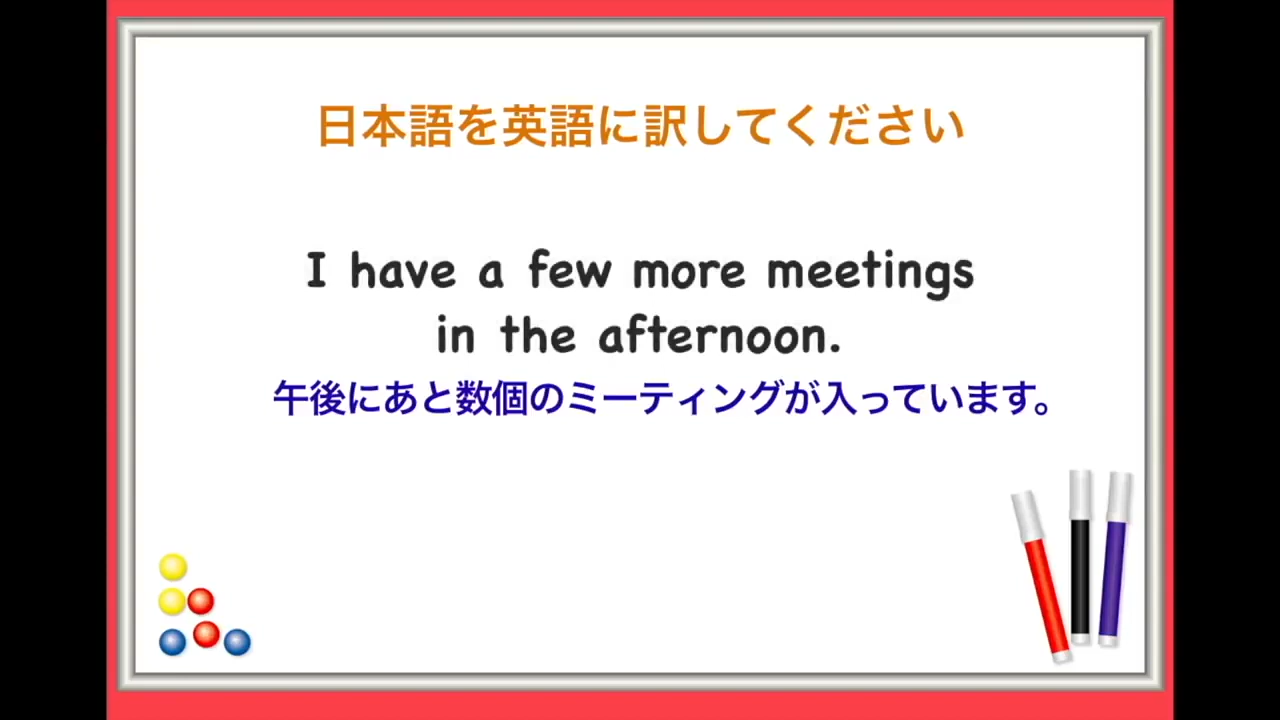 日本語を英語に訳してください
I have a few more meetings
in the afternoon.
午後にあと数個のミーティングが入っています。